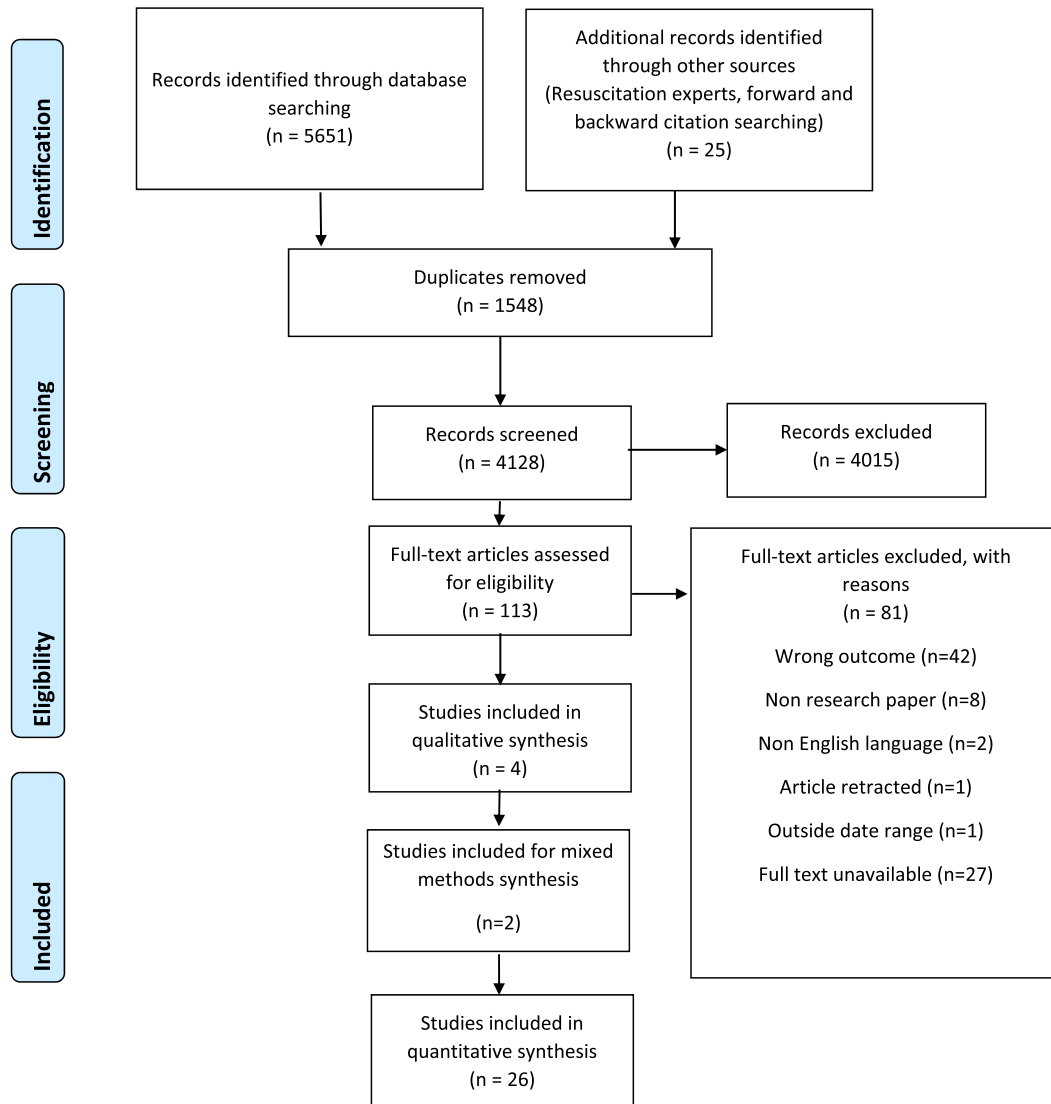 Identification
Records identified through database
searching
(n = 5651)
Additional records identified
through other sources
(Resuscitation experts, forward and
backward citation searching)
(n = 25)
Duplicates removed
(n = 1548)
Screening
Records screened
(n = 4128)
Records excluded
(n = 4015)
Eligibility
Full-text articles assessed
for eligibility
(n = 113)
Full-text articles excluded, with
reasons
(n = 81)
Wrong outcome (n=42)
Non research paper (n=8)
Non English language (n=2)
Article retracted (n=1)
Outside date range (n=1)
Full text unavailable (n=27)
Studies included in
qualitative synthesis
(n = 4)
Included
Studies included for mixed
methods synthesis
(n=2)
Studies included in
quantitative synthesis
(n = 26)